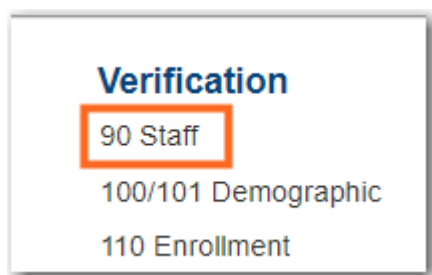 Verification
90 Staff
100/101 Demographic
110 Enrollment